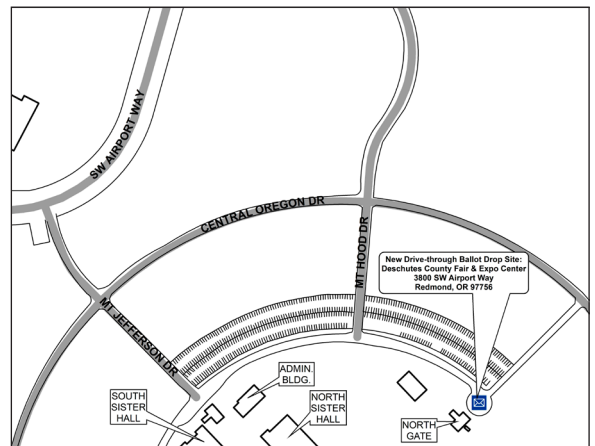 SW AIRPORT WAY
CENTRAL OREGON DR
MT HOOD DR
New Drive-through Ballot Drop Site:
Deschutes County Fair & Expo Center
3800 SW Airport Way
Redmond, OR 97756
MT JEFFERSON DR
ADMIN.
BLDG.
SOUTH
SISTER
HALL
NORTH
SISTER
HALL
NORTH
GATE